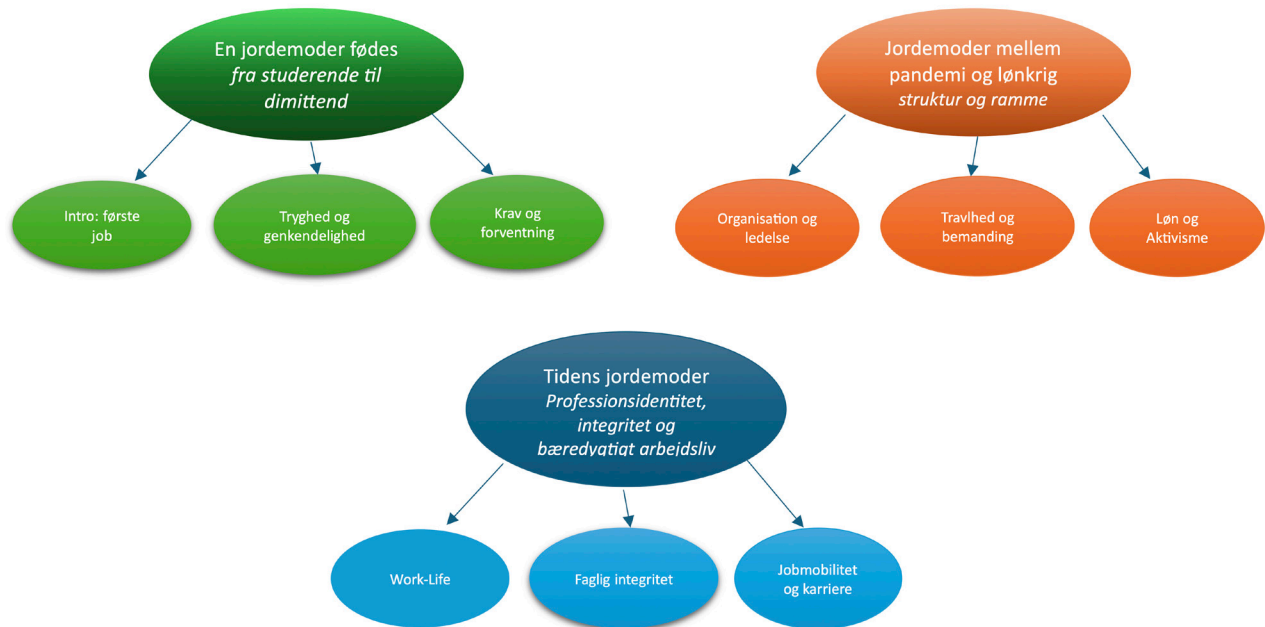 En jordemoder fødes
fra studerende til
dimittend
Intro: første
job
Tryghed og
genkendelighed
Krav og
forventning
Jordemoder mellem
pandemi og lønkrig
struktur og ramme
Organisation og
ledelse
Travlhed og
bemanding
Løn og
Aktivisme
Tidens jordemoder
Professionsidentitet,
integritet og
bæredygtigt arbejdsliv
Work-Life
Faglig integritet
Jobmobilitet
og karriere